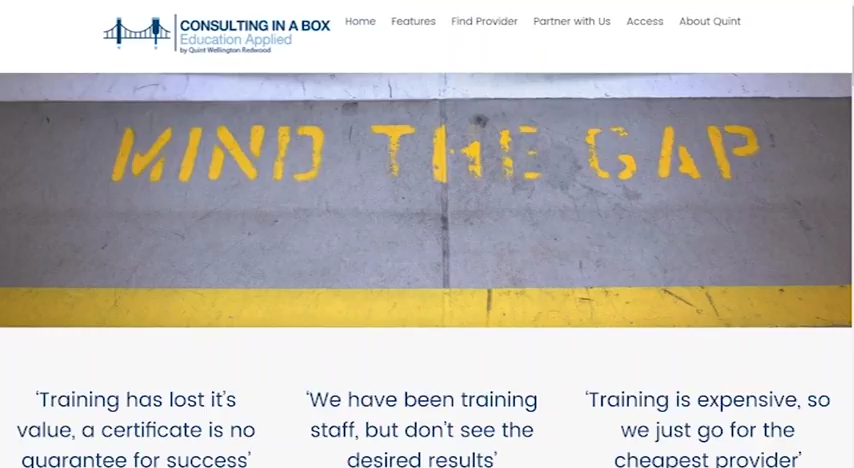 CONSULTING IN A BOX
Education Applied
by Quint Wellington Redwood
Home Features Find Provider Partner with Us Access About Quint
MIND THE GAP
‘Training has lost it’s
value, a certificate is no
guarantee for success’
‘We have been training
staff, but don’t see the
desired results’
‘Training is expensive, so
we just go for the
cheapest provider’